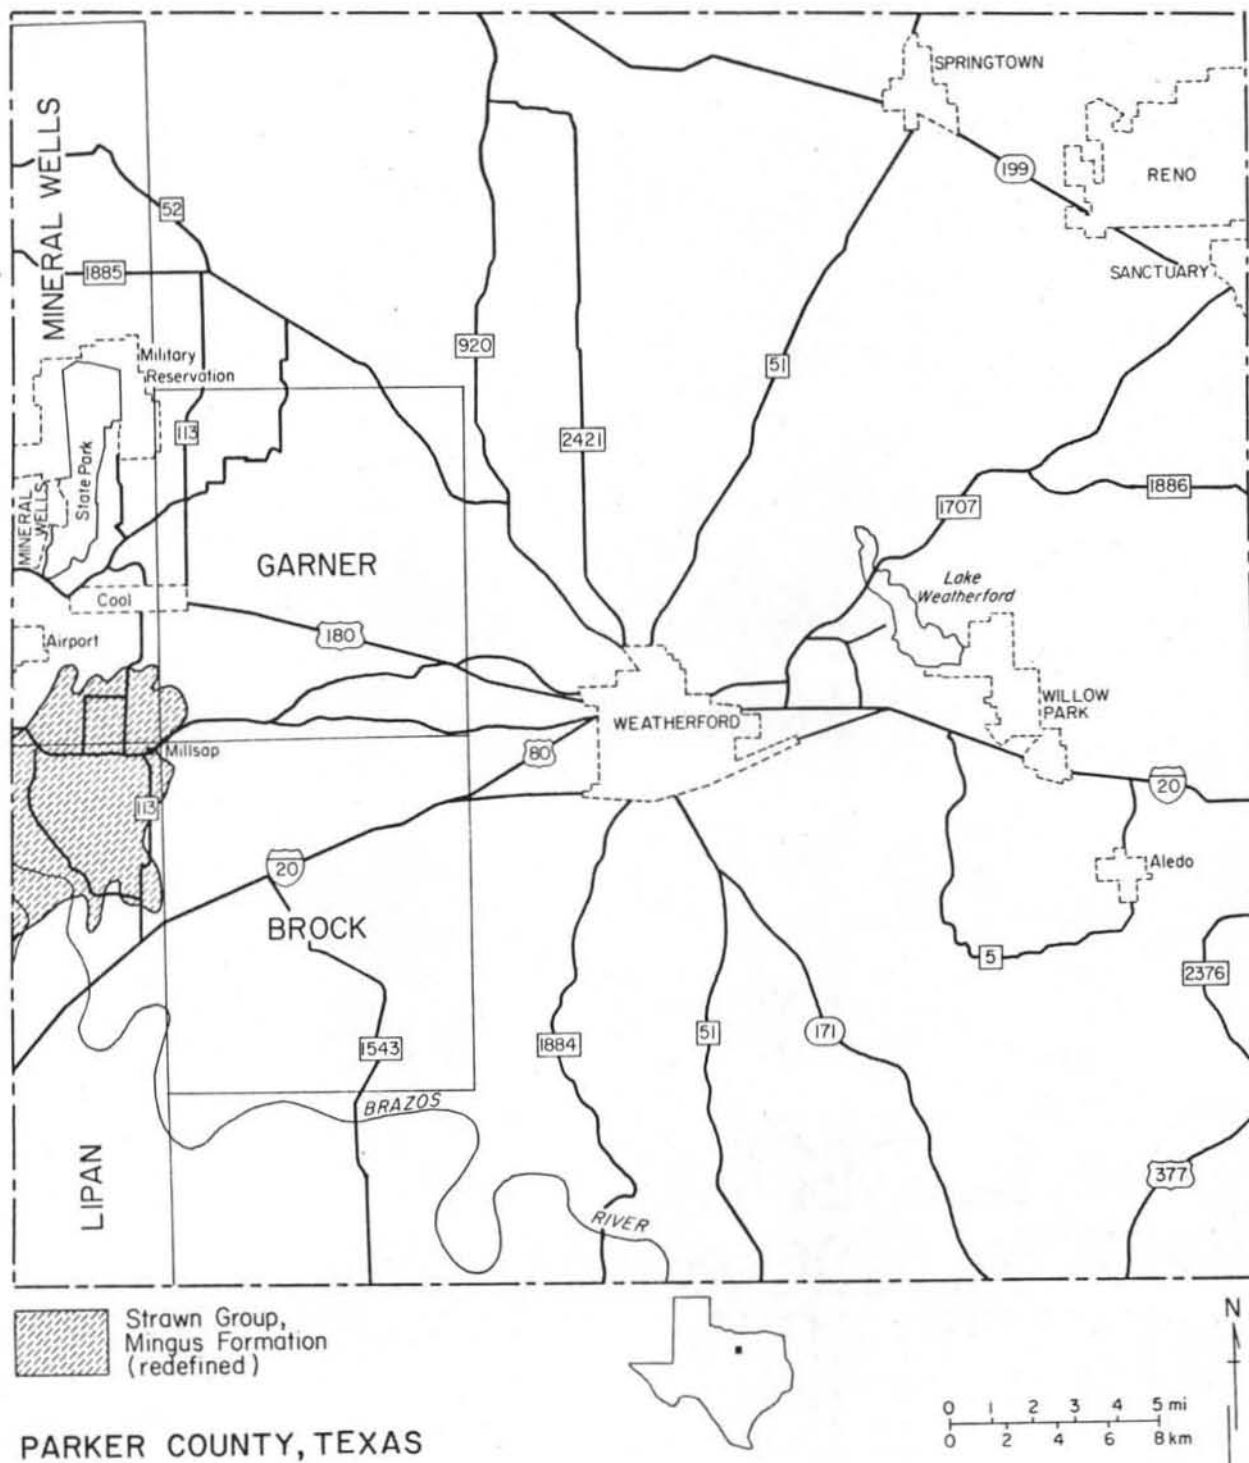 SPRINGTOWN
MINERAL WELLS
199
RENO
52
SANCTUARY
1885
920
51
Military
Reservation
113
2421
State Park
MINERAL
WELLS
1886
1707
GARNER
Lake
Weatherford
Cool
180
Airport
WILLOW
PARK
WEATHERFORD
Millsap
80
20
113
20
Aledo
BROCK
5
2376
1543
1884
51
171
BRAZOS
LIPAN
377
RIVER
Strawn Group,
Mingus Formation
(redefined)
N
0 1 2 3 4 5 mi
0 2 4 6 8 km
PARKER COUNTY, TEXAS